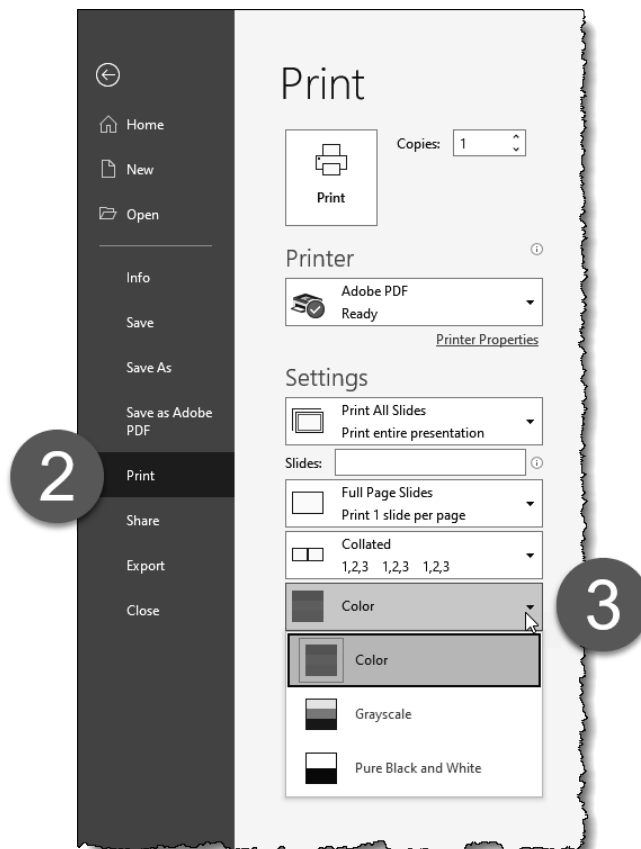 Print
Home
New
Open
Info
Save
Save As
Save as Adobe
PDF
2
Print
Share
Export
Close
Copies: 1
Print
Printer
Adobe PDF
Ready
Printer Properties
Settings
Print All Slides
Print entire presentation
Slides:
Full Page Slides
Print 1 slide per page
Collated
1,2,3 1,2,3 1,2,3
Color
3
Color
Grayscale
Pure Black and White